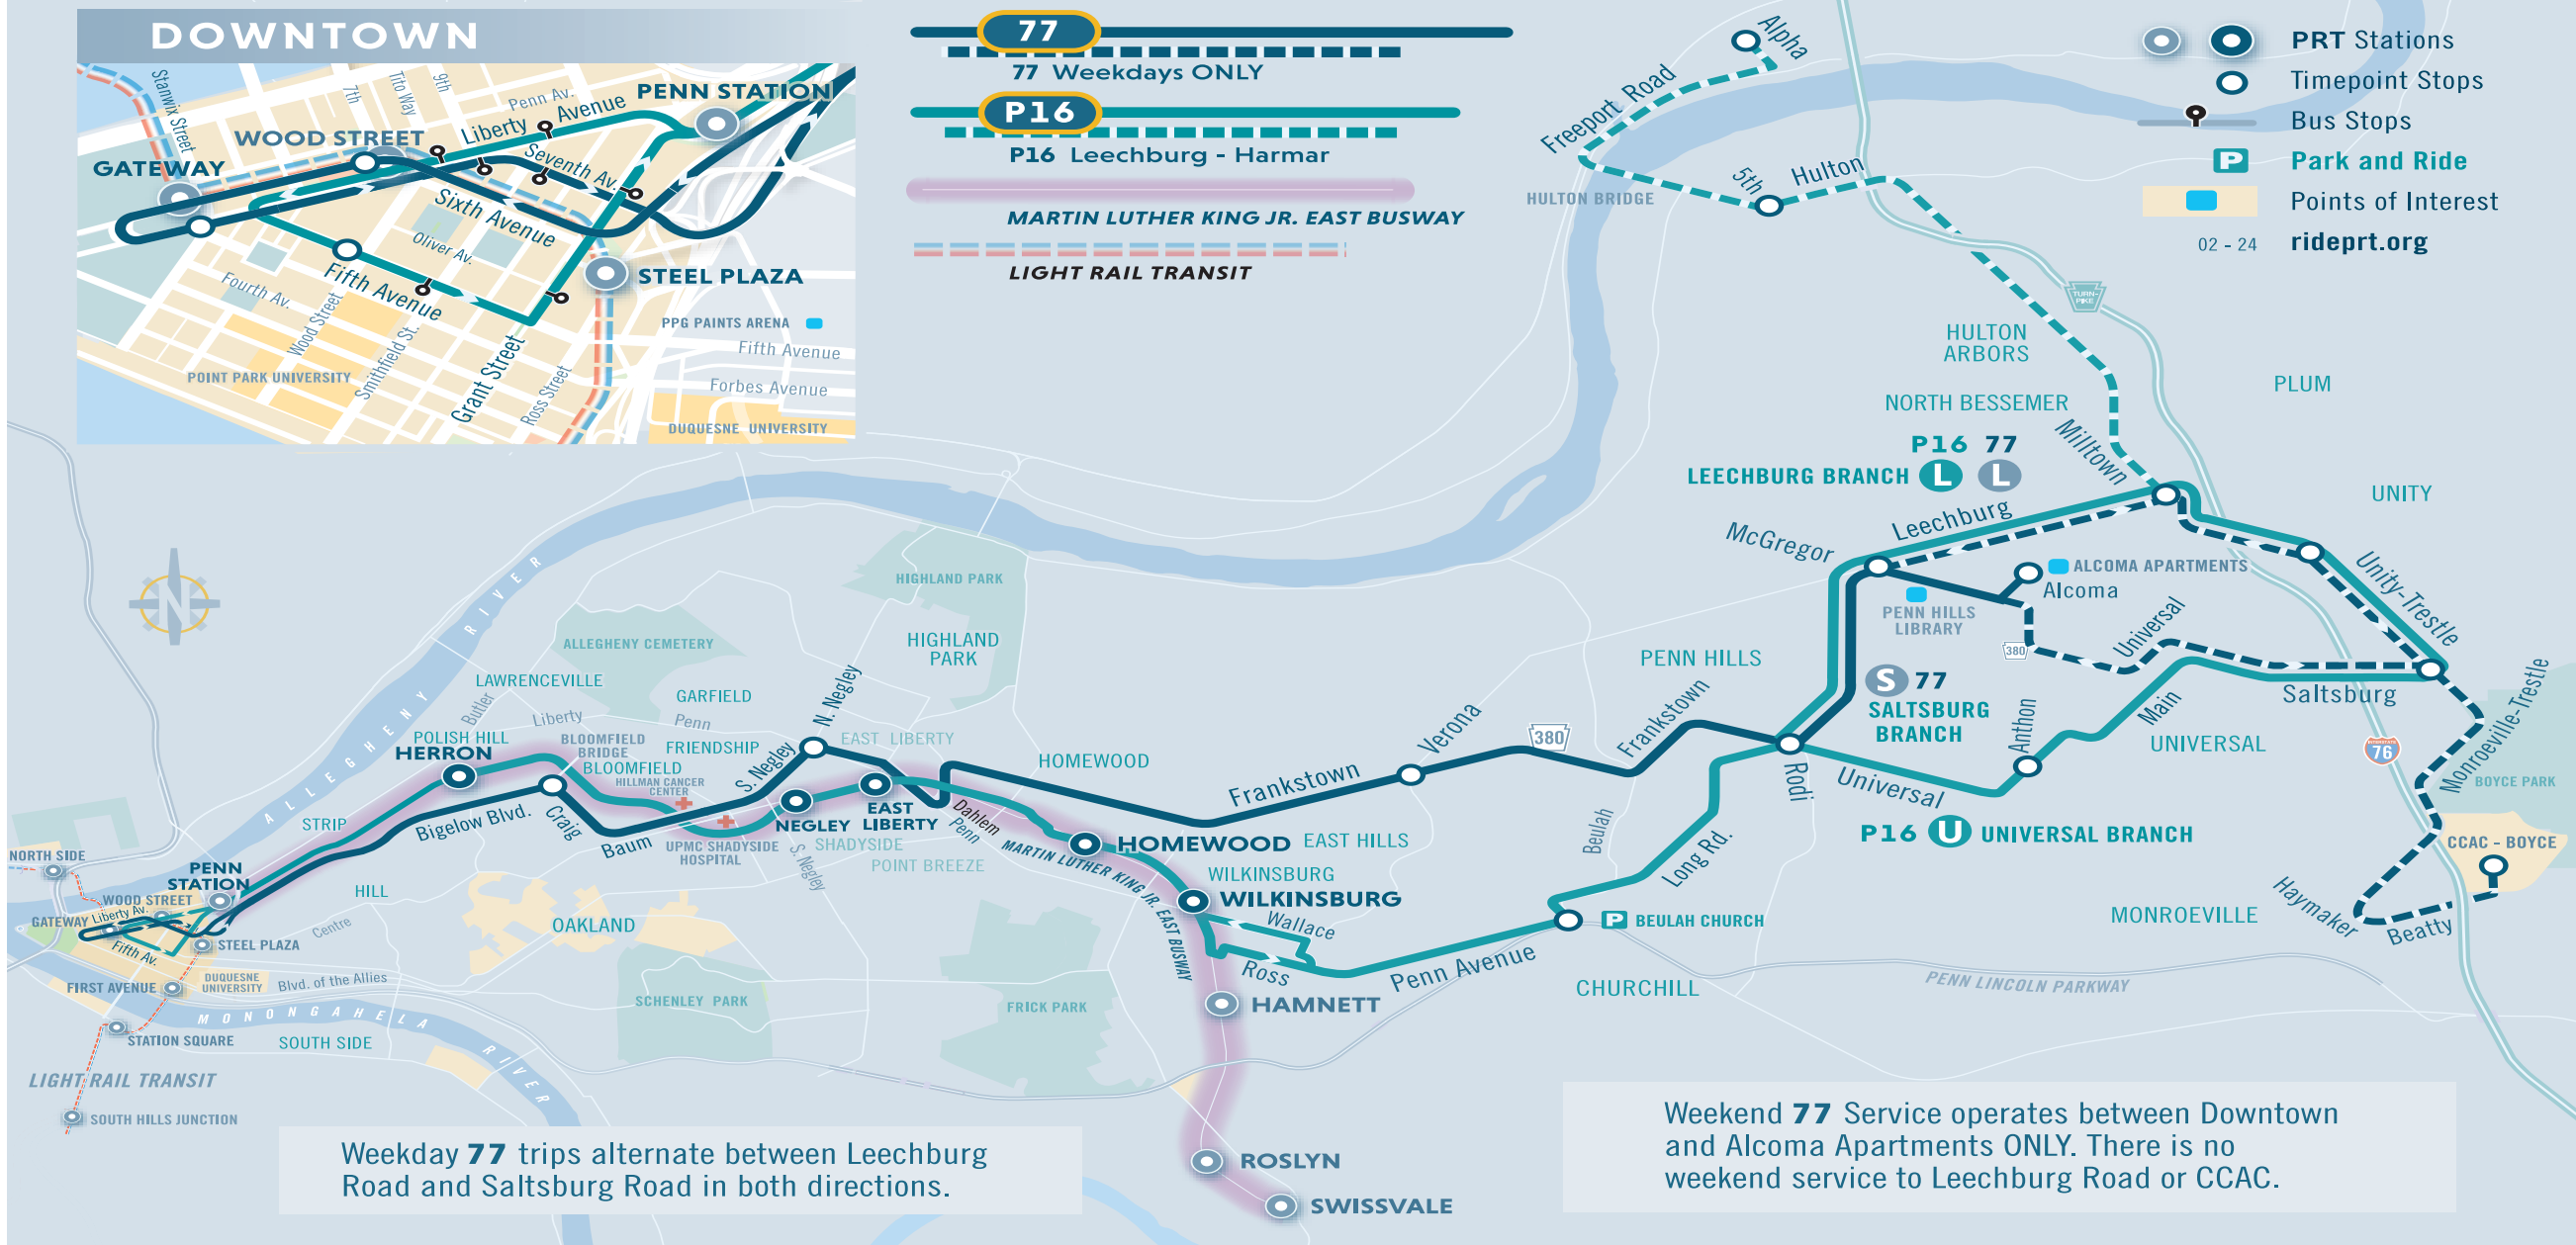 DOWNTOWN
Stanwix Street
7th
Tito Way
9th
Penn Av.
PENN STATION
Liberty Avenue
WOOD STREET
GATEWAY
Seventh Av.
Sixth Avenue
Oliver Av.
STEEL PLAZA
Fifth Avenue
Fourth Av.
Wood Street
Smithfield St.
Grant Street
Ross Street
PPG PAINTS ARENA
Fifth Avenue
Forbes Avenue
POINT PARK UNIVERSITY
DUQUESNE UNIVERSITY
77
77 Weekdays ONLY
P16
P16 Leechburg - Harmar
MARTIN LUTHER KING JR. EAST BUSWAY
LIGHT RAIL TRANSIT
PRT Stations
Timepoint Stops
Bus Stops
P Park and Ride
Points of Interest
02 - 24 rideprt.org
Alpha
Freeport Road
HULTON BRIDGE
5th
Hulton
TURN-
PIKE
HULTON
ARBORS
PLUM
NORTH BESSEMER
Milltown
P16 77
LEECHBURG BRANCH L L
UNITY
Leechburg
McGregor
Unity-Trestle
ALCOMA APARTMENTS
Alcoma
PENN HILLS
LIBRARY
380
Universal
PENN HILLS
S 77
SALTSBURG
BRANCH
Saltsburg
Monroeville-Trestle
Anthon
Main
UNIVERSAL
INTERSTATE
76
BOYCE PARK
Rodi
Universal
P16 U UNIVERSAL BRANCH
CCAC - BOYCE
Haymaker
Beatty
MONROEVILLE
PENN LINCOLN PARKWAY
N
ALLEGHENY RIVER
HIGHLAND PARK
ALLEGHENY CEMETERY
HIGHLAND
PARK
LAWRENCEVILLE
Butler
GARFIELD
Liberty
Penn
POLISH HILL
HERRON
BLOOMFIELD
BRIDGE
BLOOMFIELD
FRIENDSHIP
HILLMAN CANCER
CENTER
N. Negley
S. Negley
EAST LIBERTY
HOMEWOOD
Verona
380
Frankstown
Frankstown
STRIP
Bigelow Blvd.
Craig
Baum
NEGLEY
EAST
LIBERTY
UPMC SHADYSIDE
HOSPITAL
S. Negley
SHADYSIDE
POINT BREEZE
Dahlem
Penn
MARTIN LUTHER KING JR. EAST BUSWAY
HOMEWOOD
EAST HILLS
WILKINSBURG
WILKINSBURG
Beulah
Long Rd.
Wallace
Ross
Penn Avenue
P BEULAH CHURCH
CHURCHILL
HAMNETT
ROSLYN
SWISSVALE
NORTH SIDE
PENN
STATION
WOOD STREET
GATEWAY
Liberty Av.
Fifth Av.
STEEL PLAZA
HILL
Centre
OAKLAND
DUQUESNE
UNIVERSITY
FIRST AVENUE
Blvd. of the Allies
SCHENLEY PARK
FRICK PARK
MONONGAHELA RIVER
STATION SQUARE
SOUTH SIDE
LIGHT RAIL TRANSIT
SOUTH HILLS JUNCTION
Weekday 77 trips alternate between Leechburg
Road and Saltsburg Road in both directions.
Weekend 77 Service operates between Downtown
and Alcoma Apartments ONLY. There is no
weekend service to Leechburg Road or CCAC.